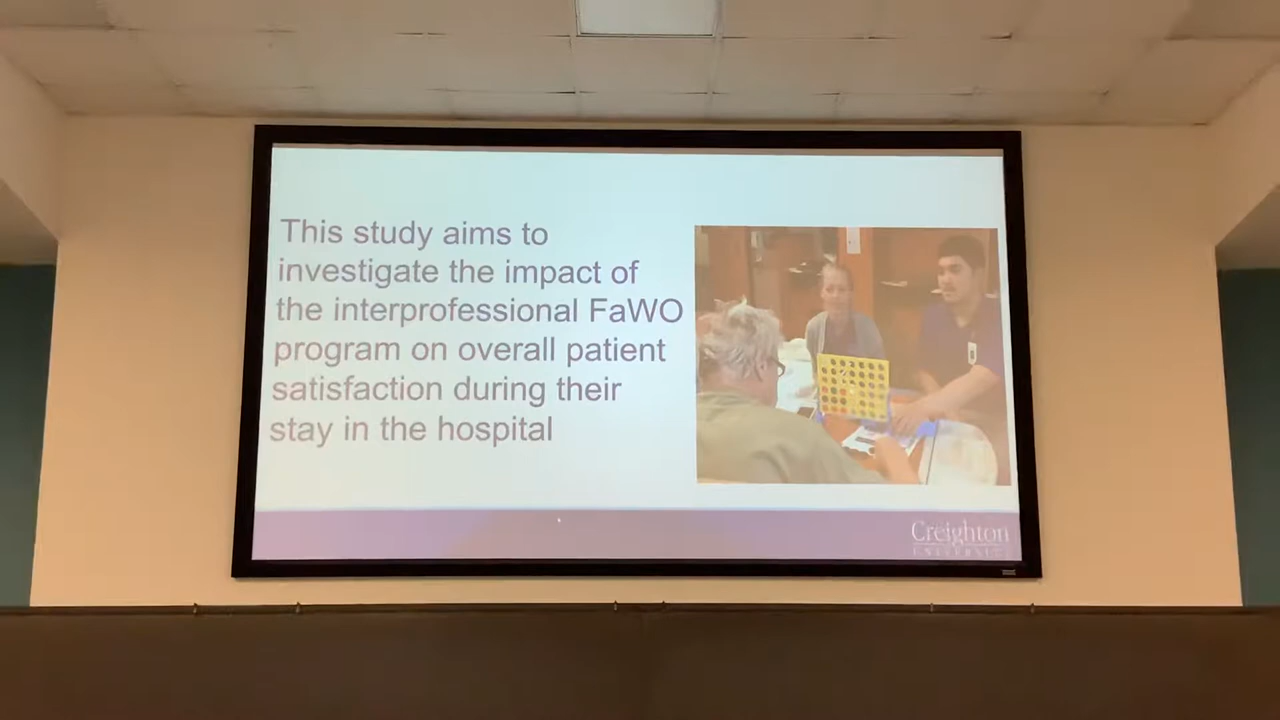 This study aims to
investigate the impact of
the interprofessional FaWO
program on overall patient
satisfaction during their
stay in the hospital
Creighton
UNIVERSITY